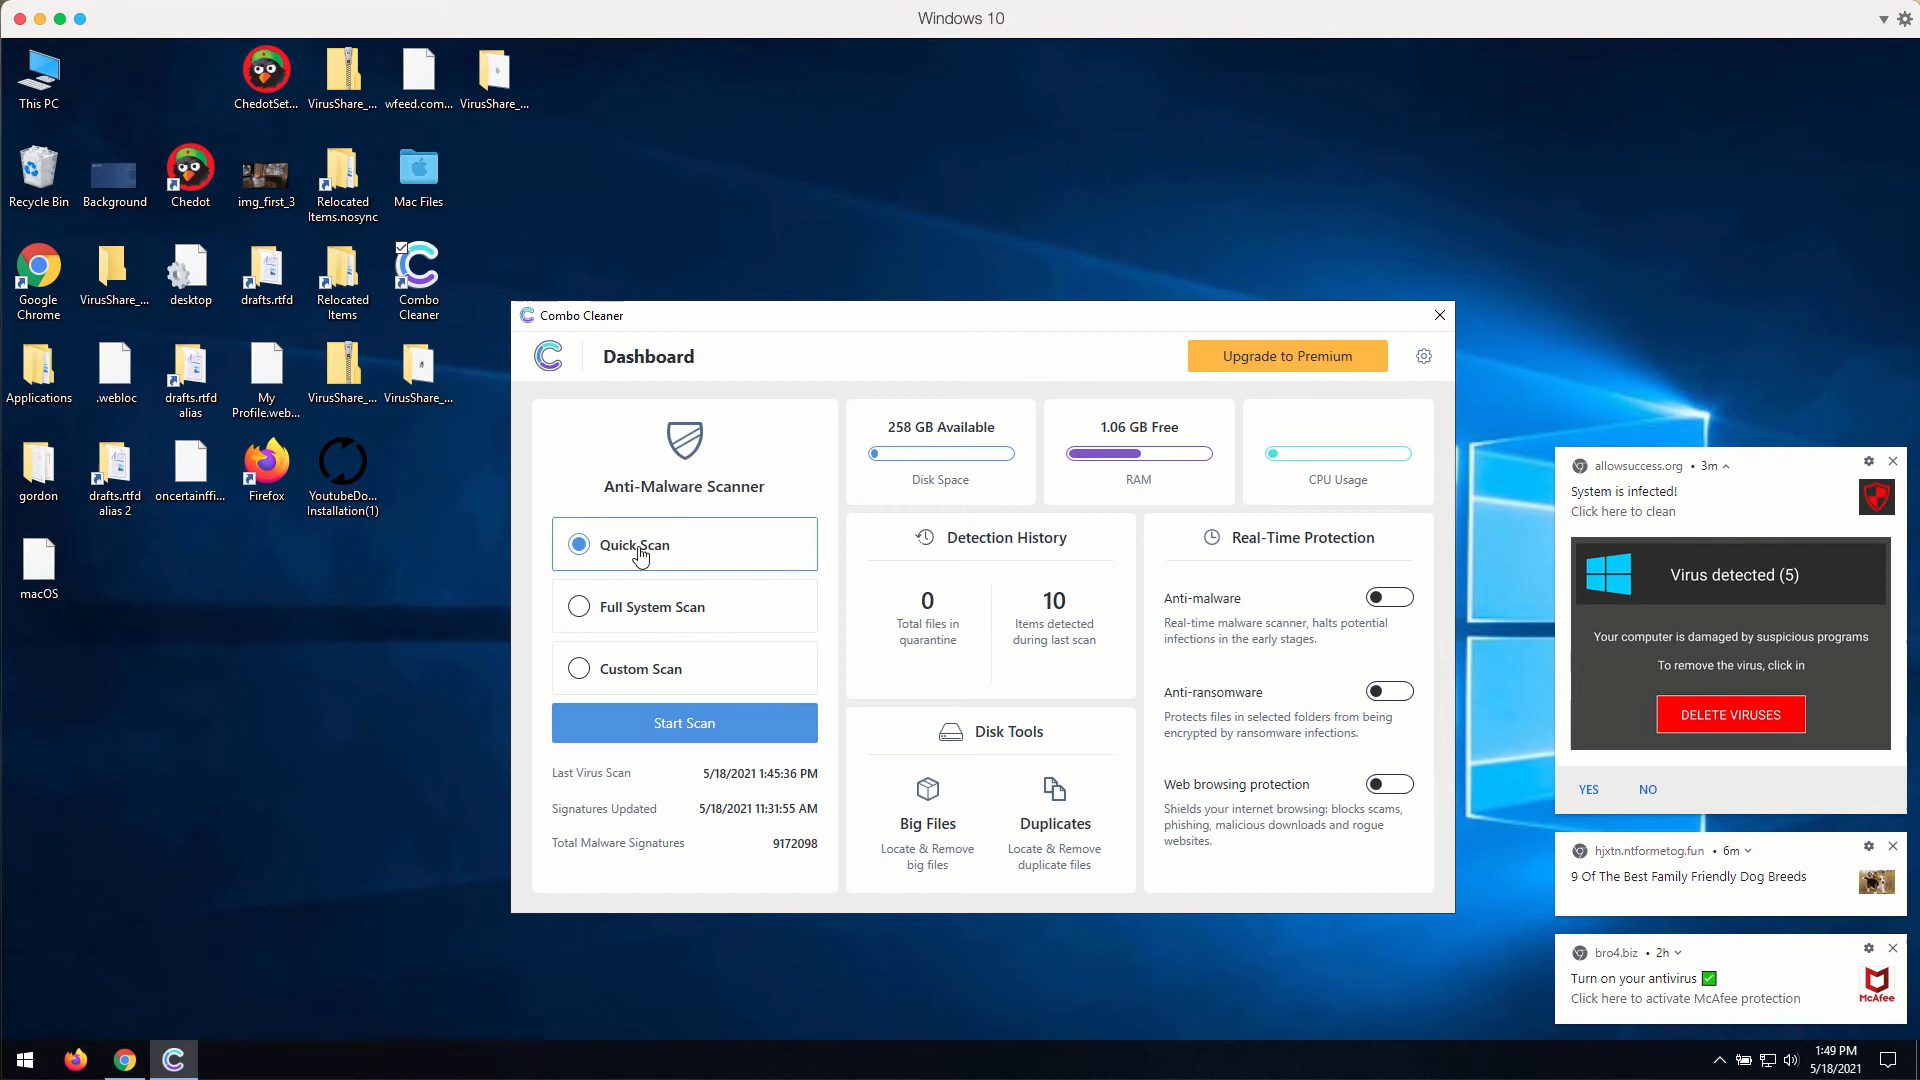 Windows 10
This PC
ChedotSet...
VirusShare_...
wfeed.com...
VirusShare_...
Recycle Bin
Background
Chedot
img_first_3
Relocated
Items.nosync
Mac Files
Google
Chrome
VirusShare_...
desktop
drafts.rtfd
Relocated
Items
Combo
Cleaner
Applications
.webloc
drafts.rtfd
alias
My
Profile.web...
VirusShare_...
VirusShare_...
gordon
drafts.rtfd
alias 2
oncertainffi...
Firefox
YoutubeDo...
Installation(1)
macOS
Combo Cleaner
Dashboard
Upgrade to Premium
Anti-Malware Scanner
Quick Scan
Full System Scan
Custom Scan
Start Scan
Last Virus Scan 5/18/2021 1:45:36 PM
Signatures Updated 5/18/2021 11:31:55 AM
Total Malware Signatures 9172098
258 GB Available
Disk Space
1.06 GB Free
RAM
CPU Usage
Detection History
0
Total files in
quarantine
10
Items detected
during last scan
Disk Tools
Big Files
Locate & Remove
big files
Duplicates
Locate & Remove
duplicate files
Real-Time Protection
Anti-malware
Real-time malware scanner, halts potential
infections in the early stages.
Anti-ransomware
Protects files in selected folders from being
encrypted by ransomware infections.
Web browsing protection
Shields your internet browsing: blocks scams,
phishing, malicious downloads and rogue
websites.
allowsuccess.org • 3m
System is infected!
Click here to clean
Virus detected (5)
Your computer is damaged by suspicious programs
To remove the virus, click in
DELETE VIRUSES
YES NO
hjxtn.ntformetog.fun • 6m
9 Of The Best Family Friendly Dog Breeds
bro4.biz • 2h
Turn on your antivirus ✅
Click here to activate McAfee protection
McAfee
1:49 PM
5/18/2021